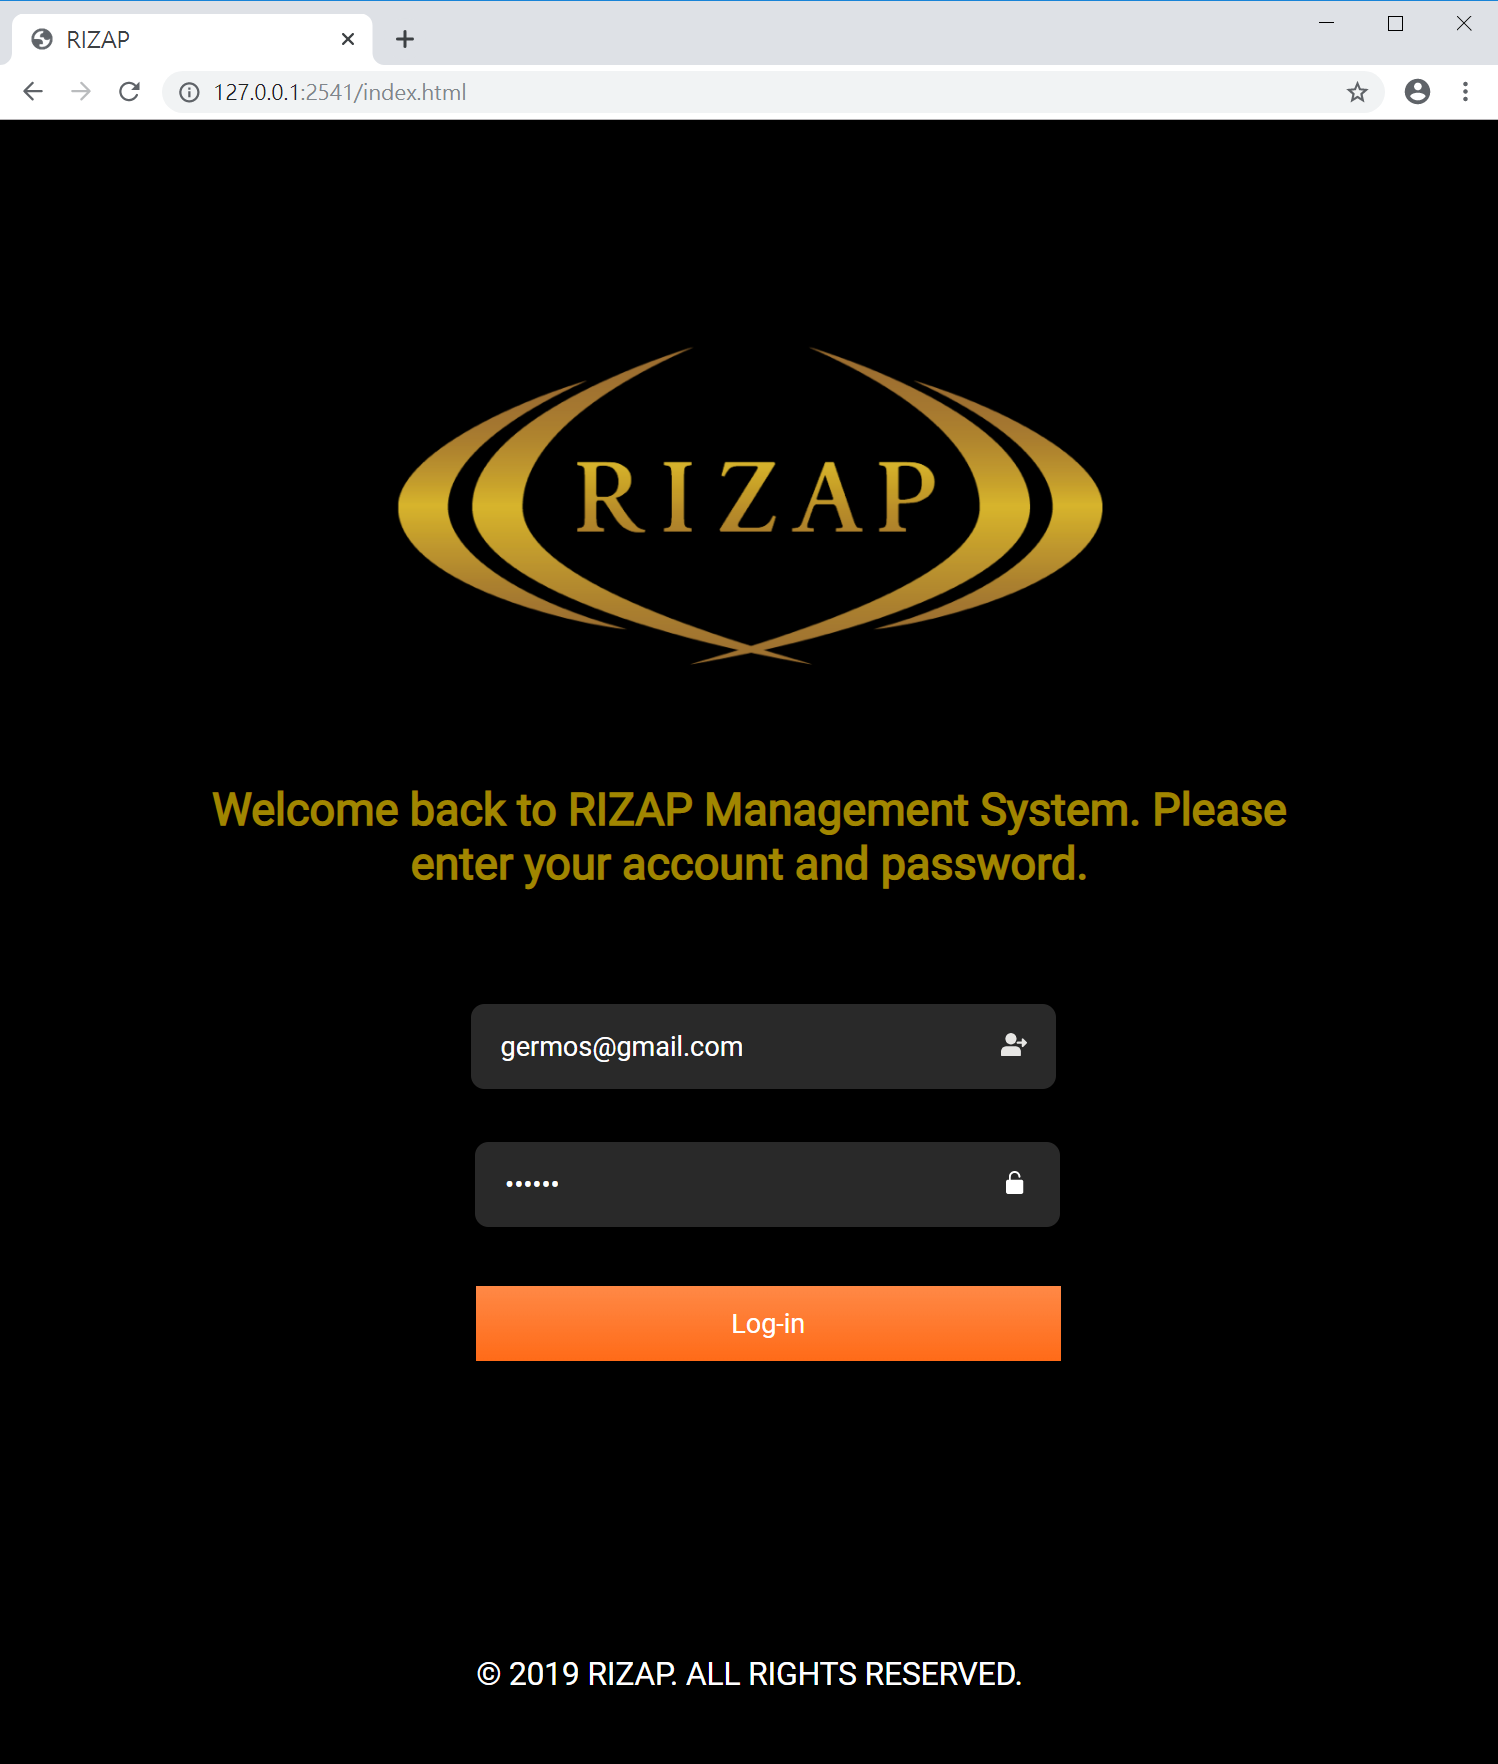 RIZAP
127.0.0.1:2541/index.html
RIZAP
Welcome back to RIZAP Management System. Please
enter your account and password.
germos@gmail.com
••••••
Log-in
© 2019 RIZAP. ALL RIGHTS RESERVED.